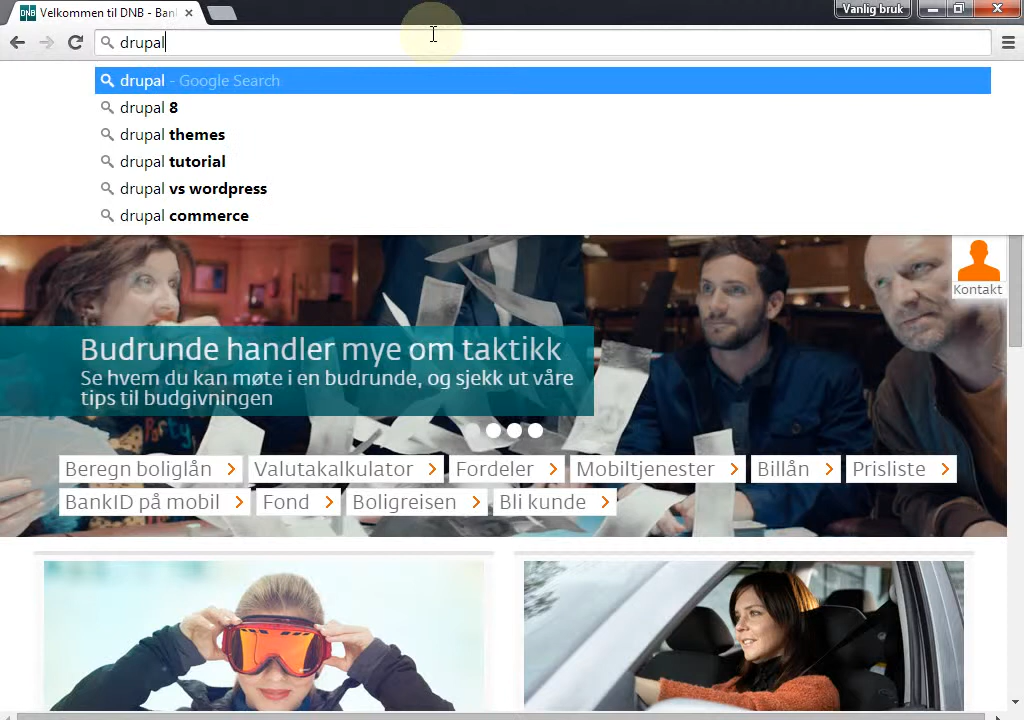 DNB Velkommen til DNB - Ban
Vanlig bruk
drupal
drupal - Google Search
drupal 8
drupal themes
drupal tutorial
drupal vs wordpress
drupal commerce
Kontakt
Budrunde handler mye om taktikk
Se hvem du kan møte i en budrunde, og sjekk ut våre
tips til budgivningen
Beregn boliglån
Valutakalkulator
Fordeler
Mobiltjenester
Billån
Prisliste
BankID på mobil
Fond
Boligreisen
Bli kunde